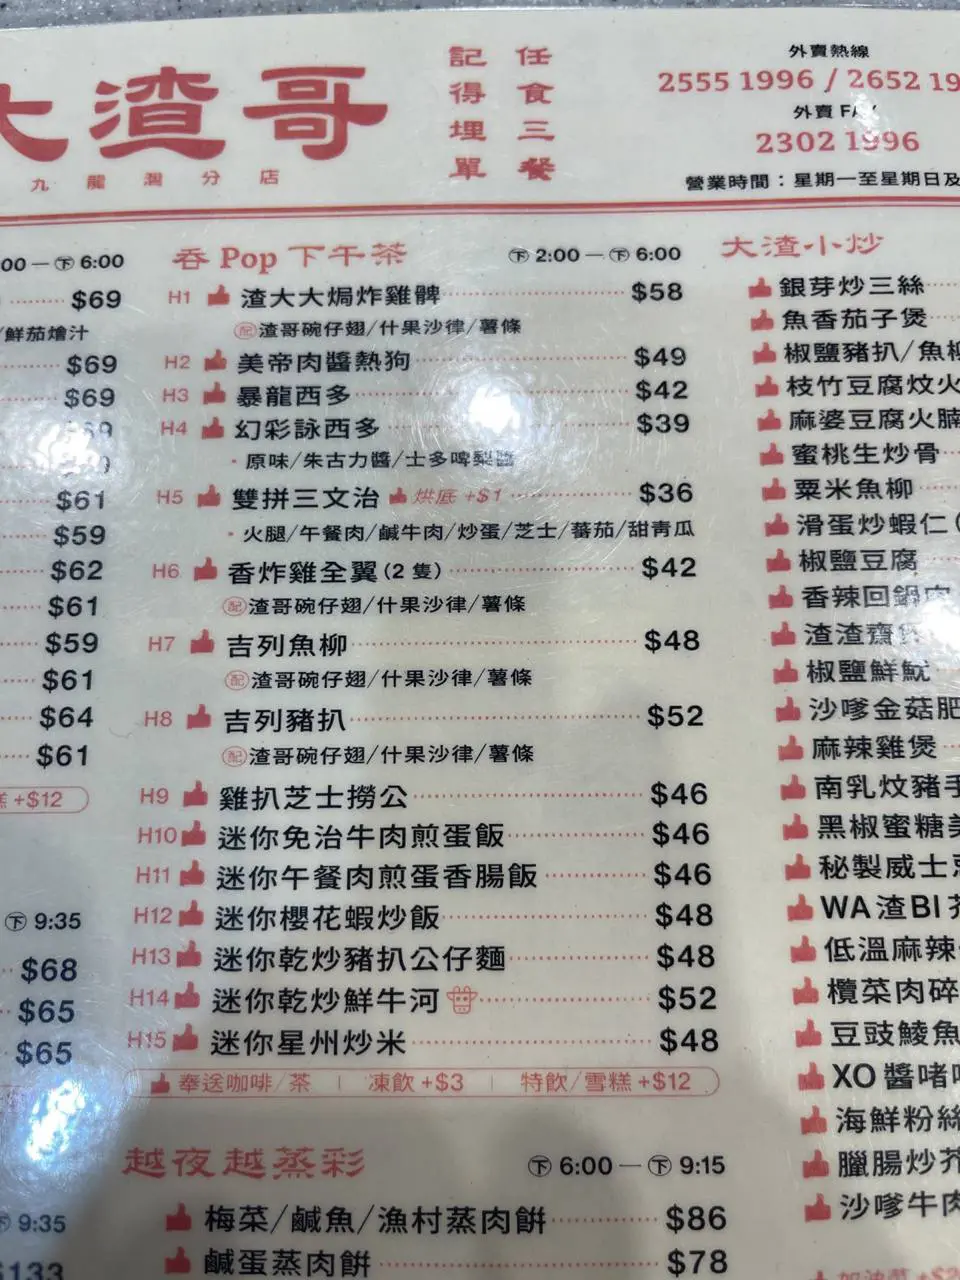 大渣哥
九龍灣分店
記得埋單
任食三餐
外賣熱線
2555 1996 / 2652 19
外賣 FAX
2302 1996
營業時間：星期一至星期日及
00 — 下 6:00
$69
/鮮茄燴汁
$69
$69
$69
$61
$59
$62
$61
$59
$61
$64
$61
+$12
下 9:35
$68
$65
$65
下 9:35
133
吞 Pop 下午茶 下 2:00 — 下 6:00
H1 渣大大焗炸雞髀 $58
配 渣哥碗仔翅/什果沙律/薯條
H2 美帝肉醬熱狗 $49
H3 暴龍西多 $42
H4 幻彩詠西多 $39
· 原味/朱古力醬/士多啤梨醬
H5 雙拼三文治 烘底 +$1 $36
· 火腿/午餐肉/鹹牛肉/炒蛋/芝士/蕃茄/甜青瓜
H6 香炸雞全翼 (2 隻) $42
配 渣哥碗仔翅/什果沙律/薯條
H7 吉列魚柳 $48
配 渣哥碗仔翅/什果沙律/薯條
H8 吉列豬扒 $52
配 渣哥碗仔翅/什果沙律/薯條
H9 雞扒芝士撈公 $46
H10 迷你免治牛肉煎蛋飯 $46
H11 迷你午餐肉煎蛋香腸飯 $46
H12 迷你櫻花蝦炒飯 $48
H13 迷你乾炒豬扒公仔麵 $48
H14 迷你乾炒鮮牛河 $52
H15 迷你星州炒米 $48
奉送咖啡/茶 | 凍飲 +$3 | 特飲/雪糕 +$12
越夜越蒸彩 下 6:00 — 下 9:15
梅菜/鹹魚/漁村蒸肉餅 $86
鹹蛋蒸肉餅 $78
大渣小炒
銀芽炒三絲
魚香茄子煲
椒鹽豬扒/魚柳
枝竹豆腐炆火
麻婆豆腐火腩
蜜桃生炒骨
粟米魚柳
滑蛋炒蝦仁 (
椒鹽豆腐
香辣回鍋肉
渣渣齋
椒鹽鮮魷
沙嗲金菇肥
麻辣雞煲
南乳炆豬手
黑椒蜜糖美
秘製威士忌
WA 渣 BI 芥
低溫麻辣
欖菜肉碎
豆豉鯪魚
XO 醬啫啫
海鮮粉絲
臘腸炒芥
沙嗲牛肉
加油菜 +$2